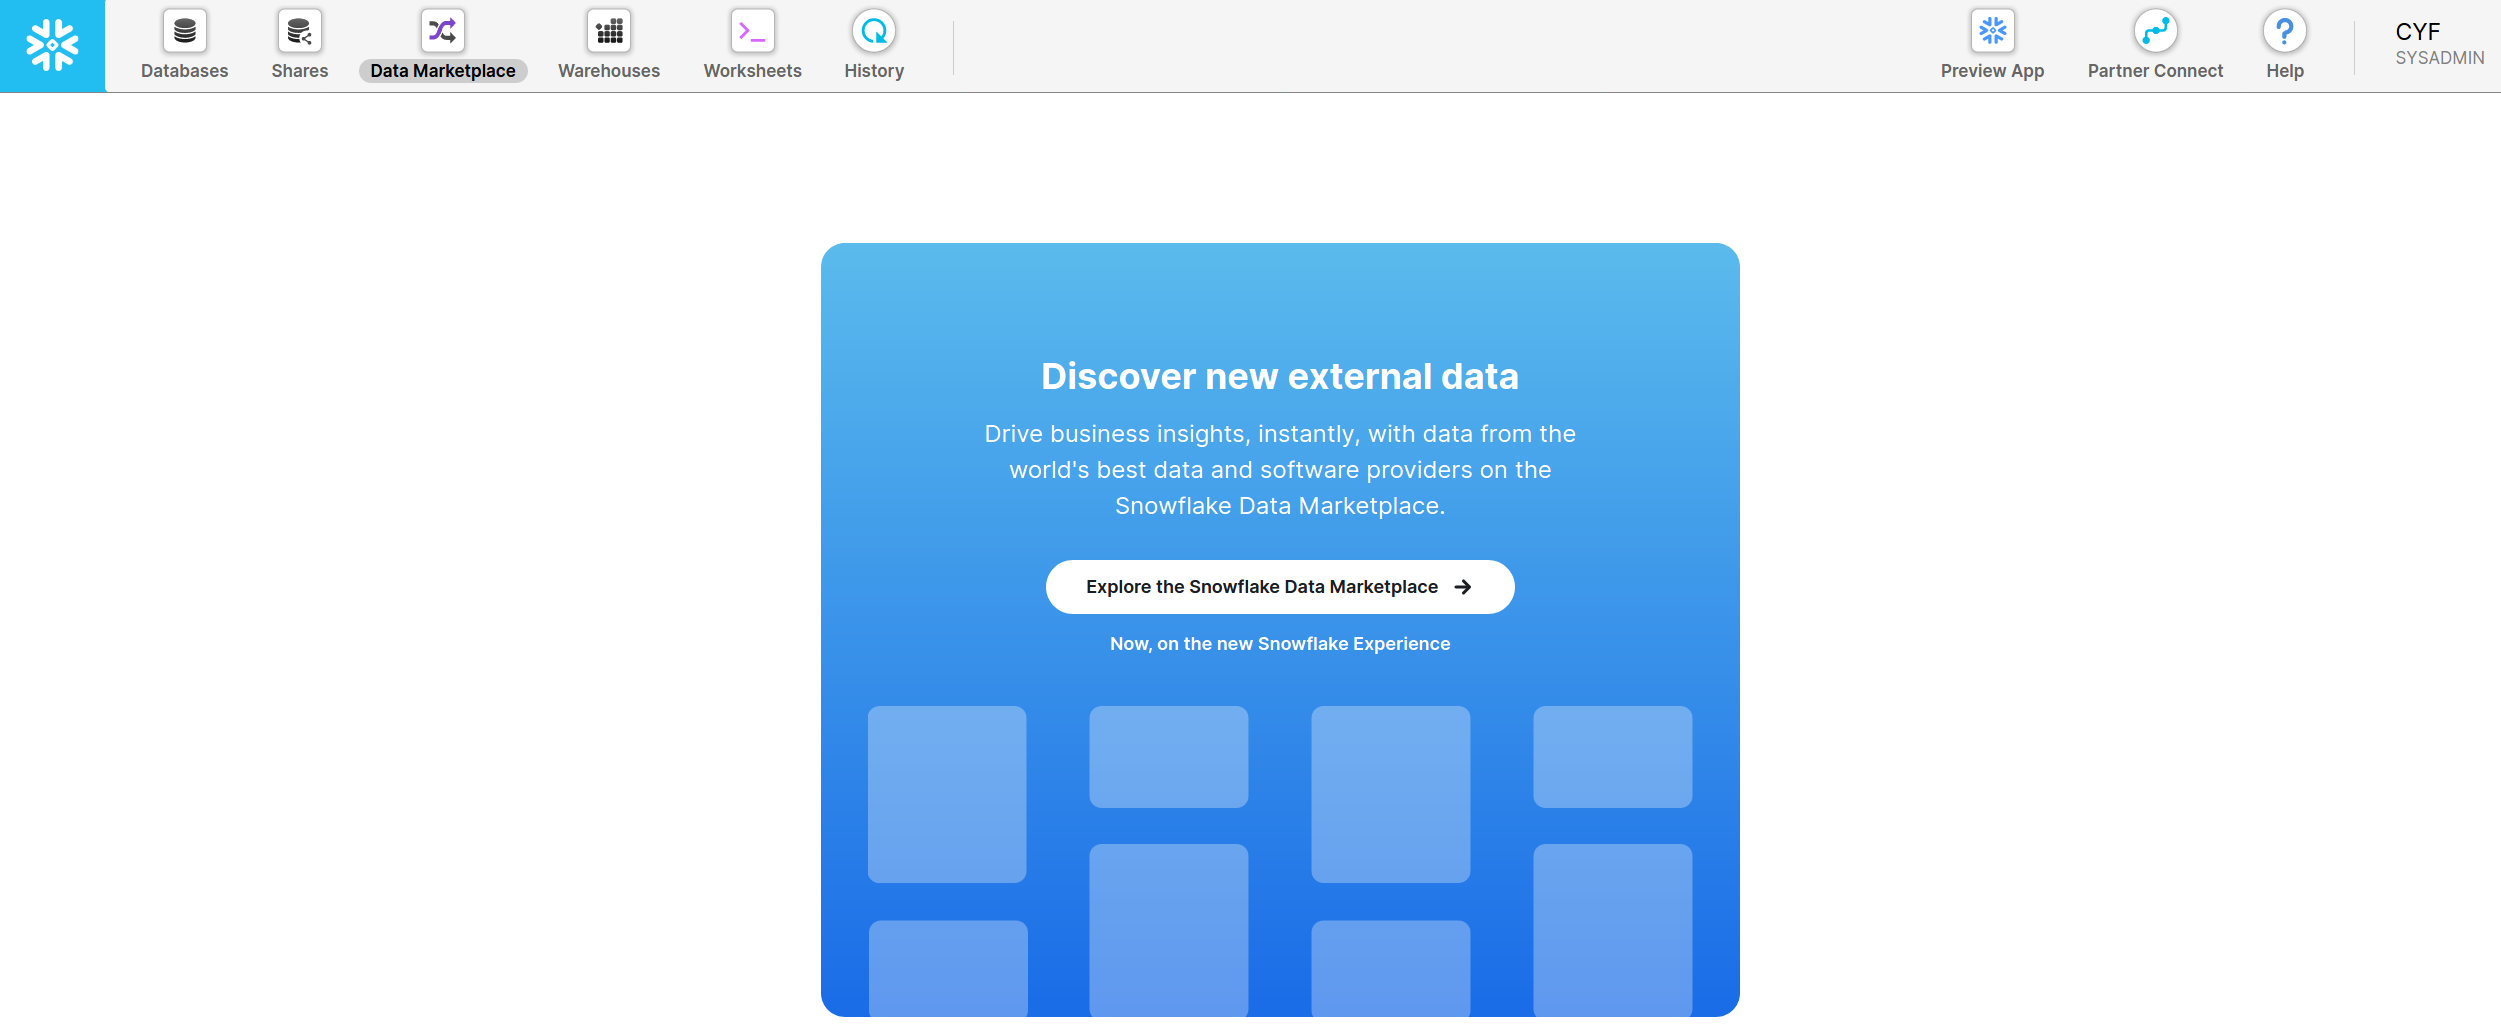 Databases
Shares
Data Marketplace
Warehouses
Worksheets
History
Preview App
Partner Connect
Help
CYF
SYSADMIN
Discover new external data
Drive business insights, instantly, with data from the
world's best data and software providers on the
Snowflake Data Marketplace.
Explore the Snowflake Data Marketplace
Now, on the new Snowflake Experience